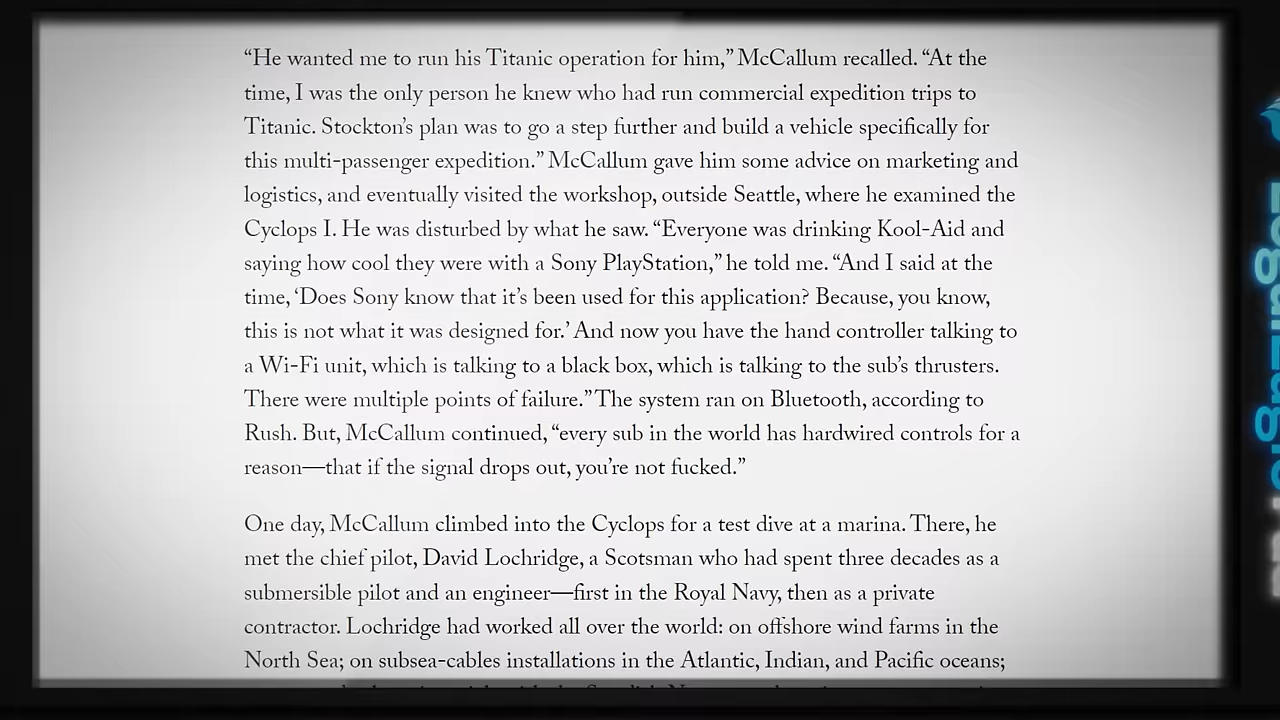 “He wanted me to run his Titanic operation for him,” McCallum recalled. “At the
time, I was the only person he knew who had run commercial expedition trips to
Titanic. Stockton’s plan was to go a step further and build a vehicle specifically for
this multi-passenger expedition.” McCallum gave him some advice on marketing and
logistics, and eventually visited the workshop, outside Seattle, where he examined the
Cyclops I. He was disturbed by what he saw. “Everyone was drinking Kool-Aid and
saying how cool they were with a Sony PlayStation,” he told me. “And I said at the
time, ‘Does Sony know that it’s been used for this application? Because, you know,
this is not what it was designed for.’ And now you have the hand controller talking to
a Wi-Fi unit, which is talking to a black box, which is talking to the sub’s thrusters.
There were multiple points of failure.” The system ran on Bluetooth, according to
Rush. But, McCallum continued, “every sub in the world has hardwired controls for a
reason—that if the signal drops out, you’re not fucked.”
One day, McCallum climbed into the Cyclops for a test dive at a marina. There, he
met the chief pilot, David Lochridge, a Scotsman who had spent three decades as a
submersible pilot and an engineer—first in the Royal Navy, then as a private
contractor. Lochridge had worked all over the world: on offshore wind farms in the
North Sea; on subsea-cables installations in the Atlantic, Indian, and Pacific oceans;